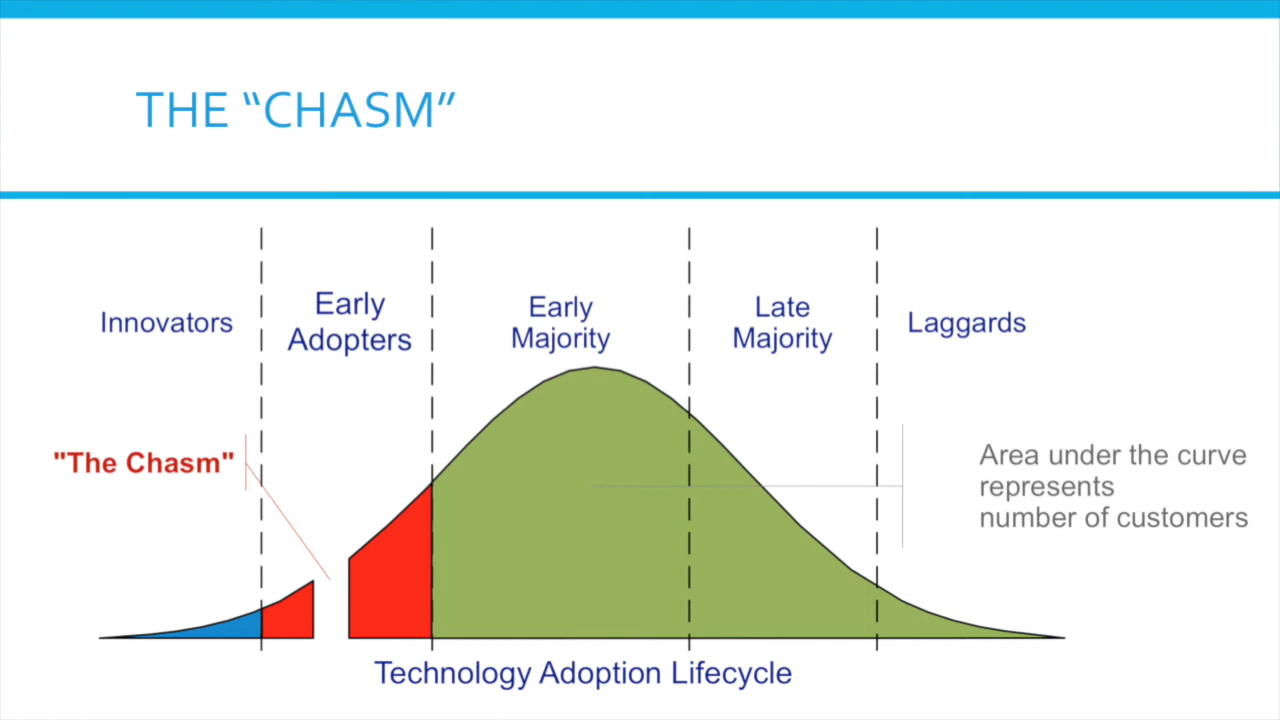 THE “CHASM”
Innovators
Early
Adopters
Early
Majority
Late
Majority
Laggards
"The Chasm"
Area under the curve
represents
number of customers
Technology Adoption Lifecycle